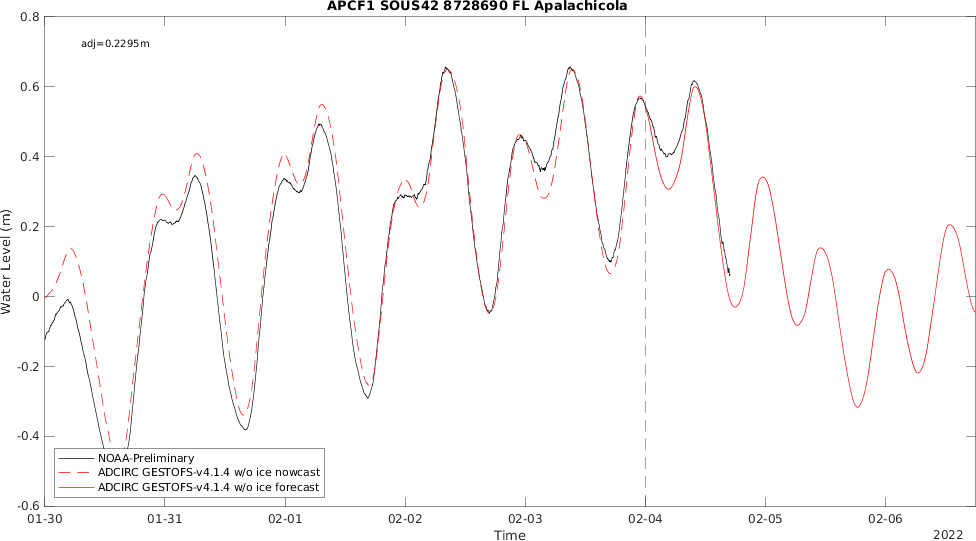 APCF1 SOUS42 8728690 FL Apalachicola
0.8
adj=0.2295m
0.6
0.4
0.2
0
-0.2
-0.4
-0.6
Water Level (m)
NOAA-Preliminary
ADCIRC GESTOFS-v4.1.4 w/o ice nowcast
ADCIRC GESTOFS-v4.1.4 w/o ice forecast
01-30 01-31 02-01 02-02 02-03 02-04 02-05 02-06
Time
2022